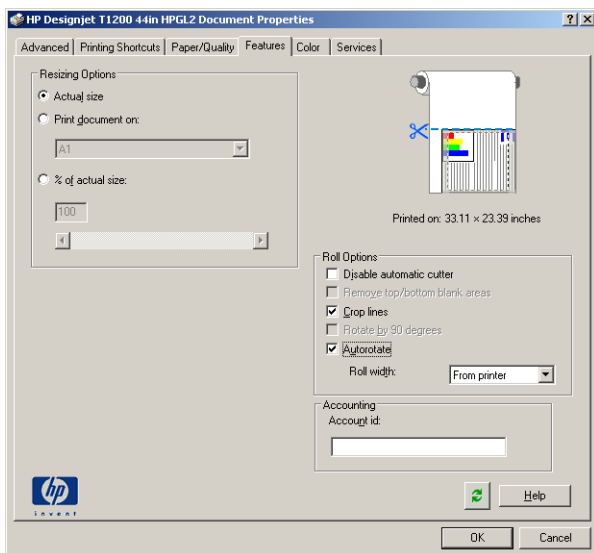 HP Designjet T1200 44in HPGL2 Document Properties
Advanced Printing Shortcuts Paper/Quality Features Color Services
Resizing Options
Actual size
Print document on:
A1
% of actual size:
100
Printed on: 33.11 × 23.39 inches
Roll Options
Disable automatic cutter
Remove top/bottom blank areas
Crop lines
Rotate by 90 degrees
Autorotate
Roll width: From printer
Accounting
Account id:
hp
invent
Help
OK Cancel